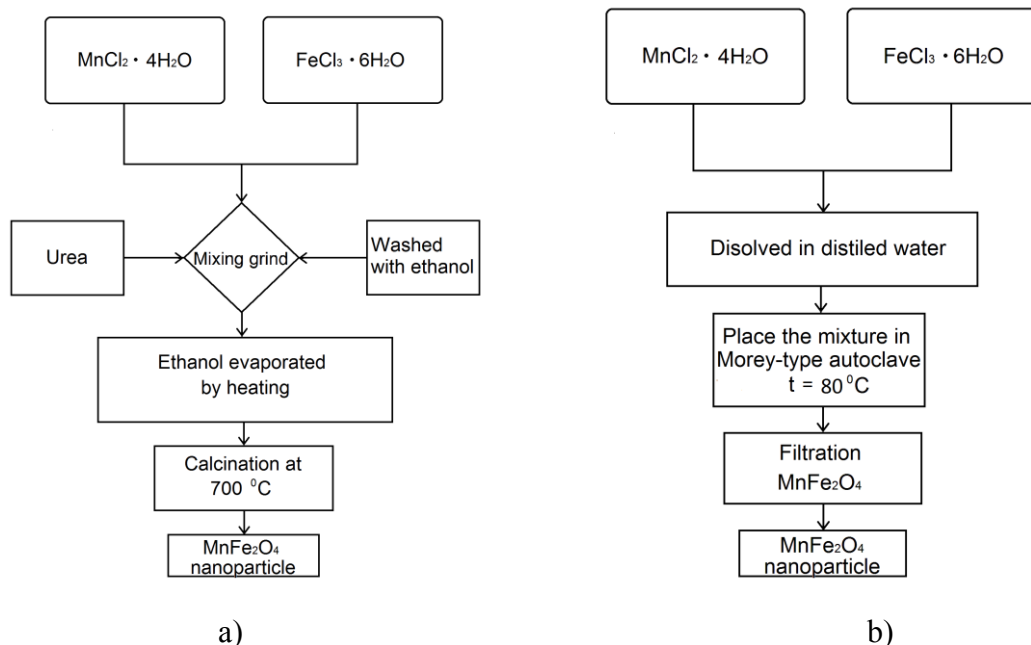 MnCl₂ · 4H₂O
FeCl₃ · 6H₂O
Urea
Mixing grind
Washed
with ethanol
Ethanol evaporated
by heating
Calcination at
700 ⁰C
MnFe₂O₄
nanoparticle
a)
MnCl₂ · 4H₂O
FeCl₃ · 6H₂O
Disolved in distiled water
Place the mixture in
Morey-type autoclave
t = 80 ⁰C
Filtration
MnFe₂O₄
MnFe₂O₄
nanoparticle
b)